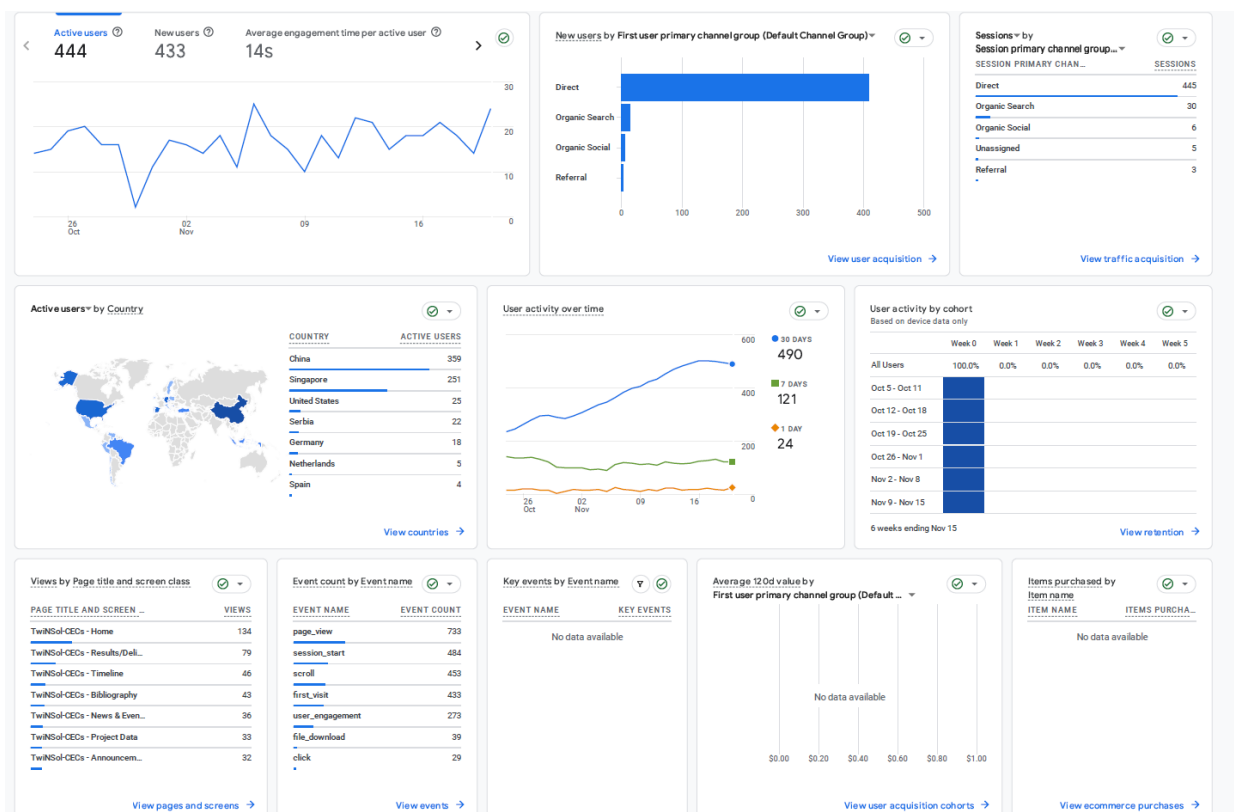 Active users
444
New users
433
Average engagement time per active user
14s
30
20
10
0
26
Oct
02
Nov
09
16
New users by First user primary channel group (Default Channel Group)
Direct
Organic Search
Organic Social
Referral
0 100 200 300 400 500
View user acquisition
Sessions by
Session primary channel group...
SESSION PRIMARY CHAN... SESSIONS
Direct 445
Organic Search 30
Organic Social 6
Unassigned 5
Referral 3
View traffic acquisition
Active users by Country
COUNTRY ACTIVE USERS
China 359
Singapore 251
United States 25
Serbia 22
Germany 18
Netherlands 5
Spain 4
View countries
User activity over time
600
400
200
0
26
Oct
02
Nov
09
16
30 DAYS
490
7 DAYS
121
1 DAY
24
User activity by cohort
Based on device data only
Week 0 Week 1 Week 2 Week 3 Week 4 Week 5
All Users 100.0% 0.0% 0.0% 0.0% 0.0% 0.0%
Oct 5 - Oct 11
Oct 12 - Oct 18
Oct 19 - Oct 25
Oct 26 - Nov 1
Nov 2 - Nov 8
Nov 9 - Nov 15
6 weeks ending Nov 15
View retention
Views by Page title and screen class
PAGE TITLE AND SCREEN ... VIEWS
TwiNSol-CECs - Home 134
TwiNSol-CECs - Results/Deli... 79
TwiNSol-CECs - Timeline 46
TwiNSol-CECs - Bibliography 43
TwiNSol-CECs - News & Even... 36
TwiNSol-CECs - Project Data 33
TwiNSol-CECs - Announcem... 32
View pages and screens
Event count by Event name
EVENT NAME EVENT COUNT
page_view 733
session_start 484
scroll 453
first_visit 433
user_engagement 273
file_download 39
click 29
View events
Key events by Event name
EVENT NAME KEY EVENTS
No data available
Average 120d value by
First user primary channel group (Default ...
No data available
$0.00 $0.20 $0.40 $0.60 $0.80 $1.00
View user acquisition cohorts
Items purchased by
Item name
ITEM NAME ITEMS PURCHA...
No data available
View ecommerce purchases